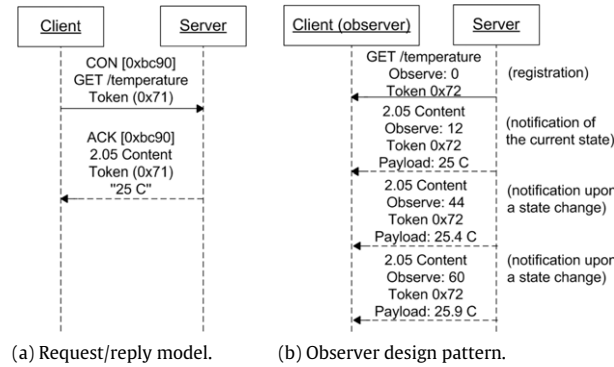 Client
Server
CON [0xbc90]
GET /temperature
Token (0x71)
ACK [0xbc90]
2.05 Content
Token (0x71)
"25 C"
(a) Request/reply model.
Client (observer)
Server
GET /temperature
Observe: 0
Token 0x72
(registration)
2.05 Content
Observe: 12
Token 0x72
Payload: 25 C
(notification of
the current state)
2.05 Content
Observe: 44
Token 0x72
Payload: 25.4 C
(notification upon
a state change)
2.05 Content
Observe: 60
Token 0x72
Payload: 25.9 C
(notification upon
a state change)
(b) Observer design pattern.